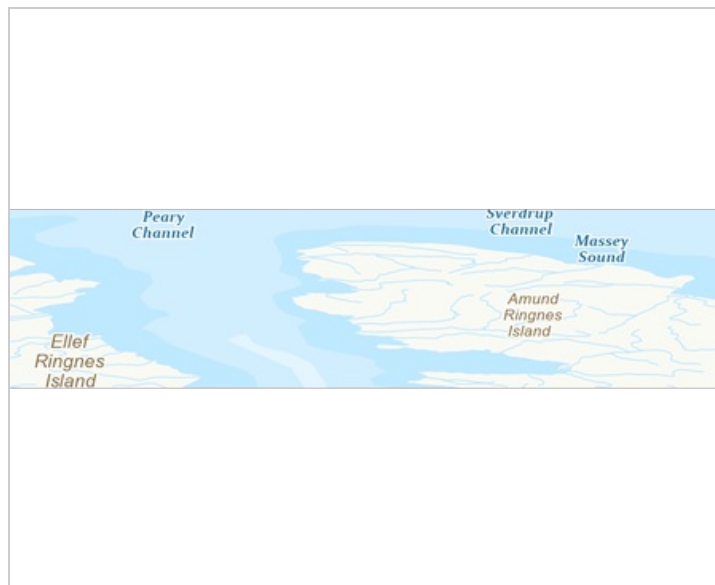 Peary
Channel
Sverdrup
Channel
Massey
Sound
Amund
Ringnes
Island
Ellef
Ringnes
Island